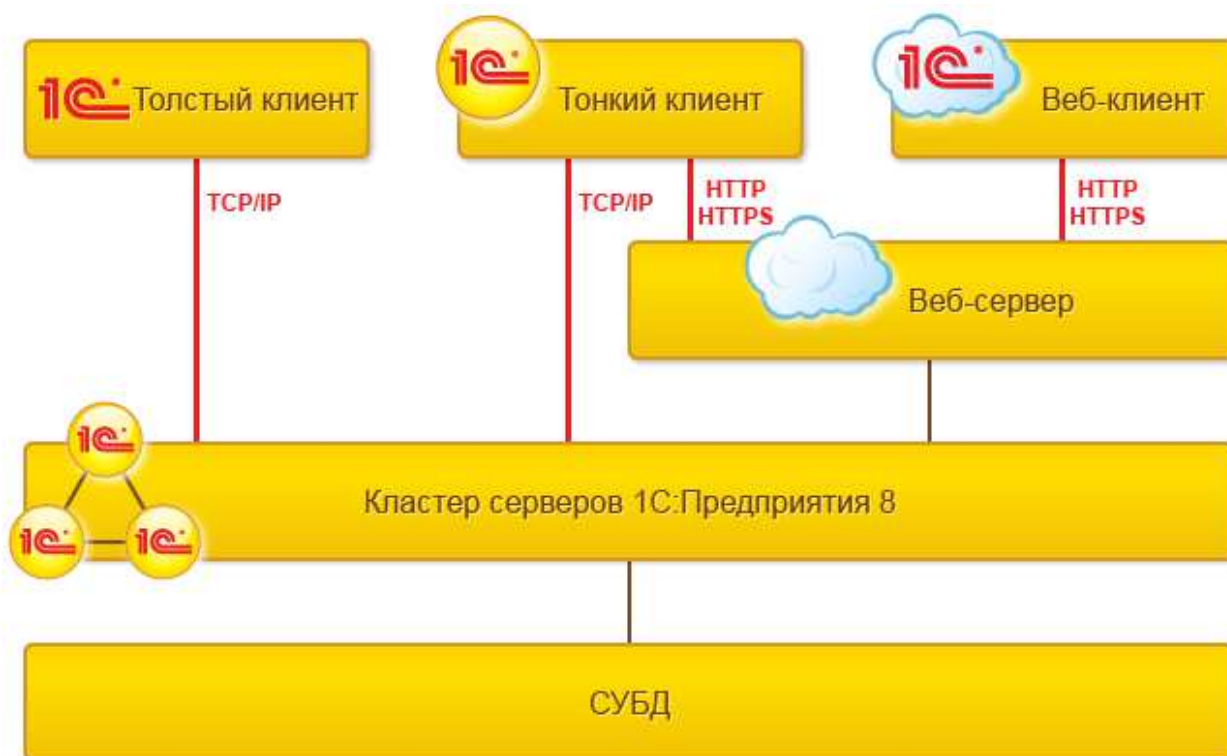 1С Толстый клиент
1С Тонкий клиент
1С Веб-клиент
TCP/IP
TCP/IP
HTTP
HTTPS
HTTP
HTTPS
Веб-сервер
1С
Кластер серверов 1С:Предприятия 8
1С
1С
СУБД